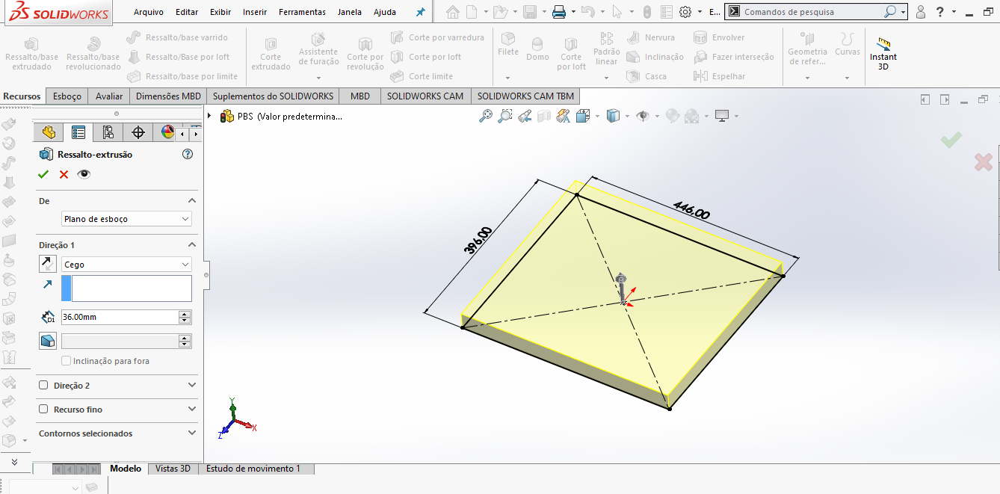 SOLIDWORKS
Arquivo Editar Exibir Inserir Ferramentas Janela Ajuda
E...
Comandos de pesquisa
?
Ressalto/base extrudado
Ressalto/base revolucionado
Ressalto/base varrido
Ressalto/Base por loft
Ressalto/base por limite
Corte extrudado
Assistente de furação
Corte por revolução
Corte por varredura
Corte por loft
Corte limite
Filete
Domo
Corte por loft
Padrão linear
Nervura
Inclinação
Casca
Envolver
Fazer interseção
Espelhar
Geometria de refer...
Curvas
Instant 3D
Recursos Esboço Avaliar Dimensões MBD Suplementos do SOLIDWORKS MBD SOLIDWORKS CAM SOLIDWORKS CAM TBM
PBS (Valor predetermina...
Ressalto-extrusão
?
De
Plano de esboço
Direção 1
Cego
D1
36.00mm
Inclinação para fora
Direção 2
Recurso fino
Contornos selecionados
396,00
446,00
Y
X
Z
Modelo Vistas 3D Estudo de movimento 1